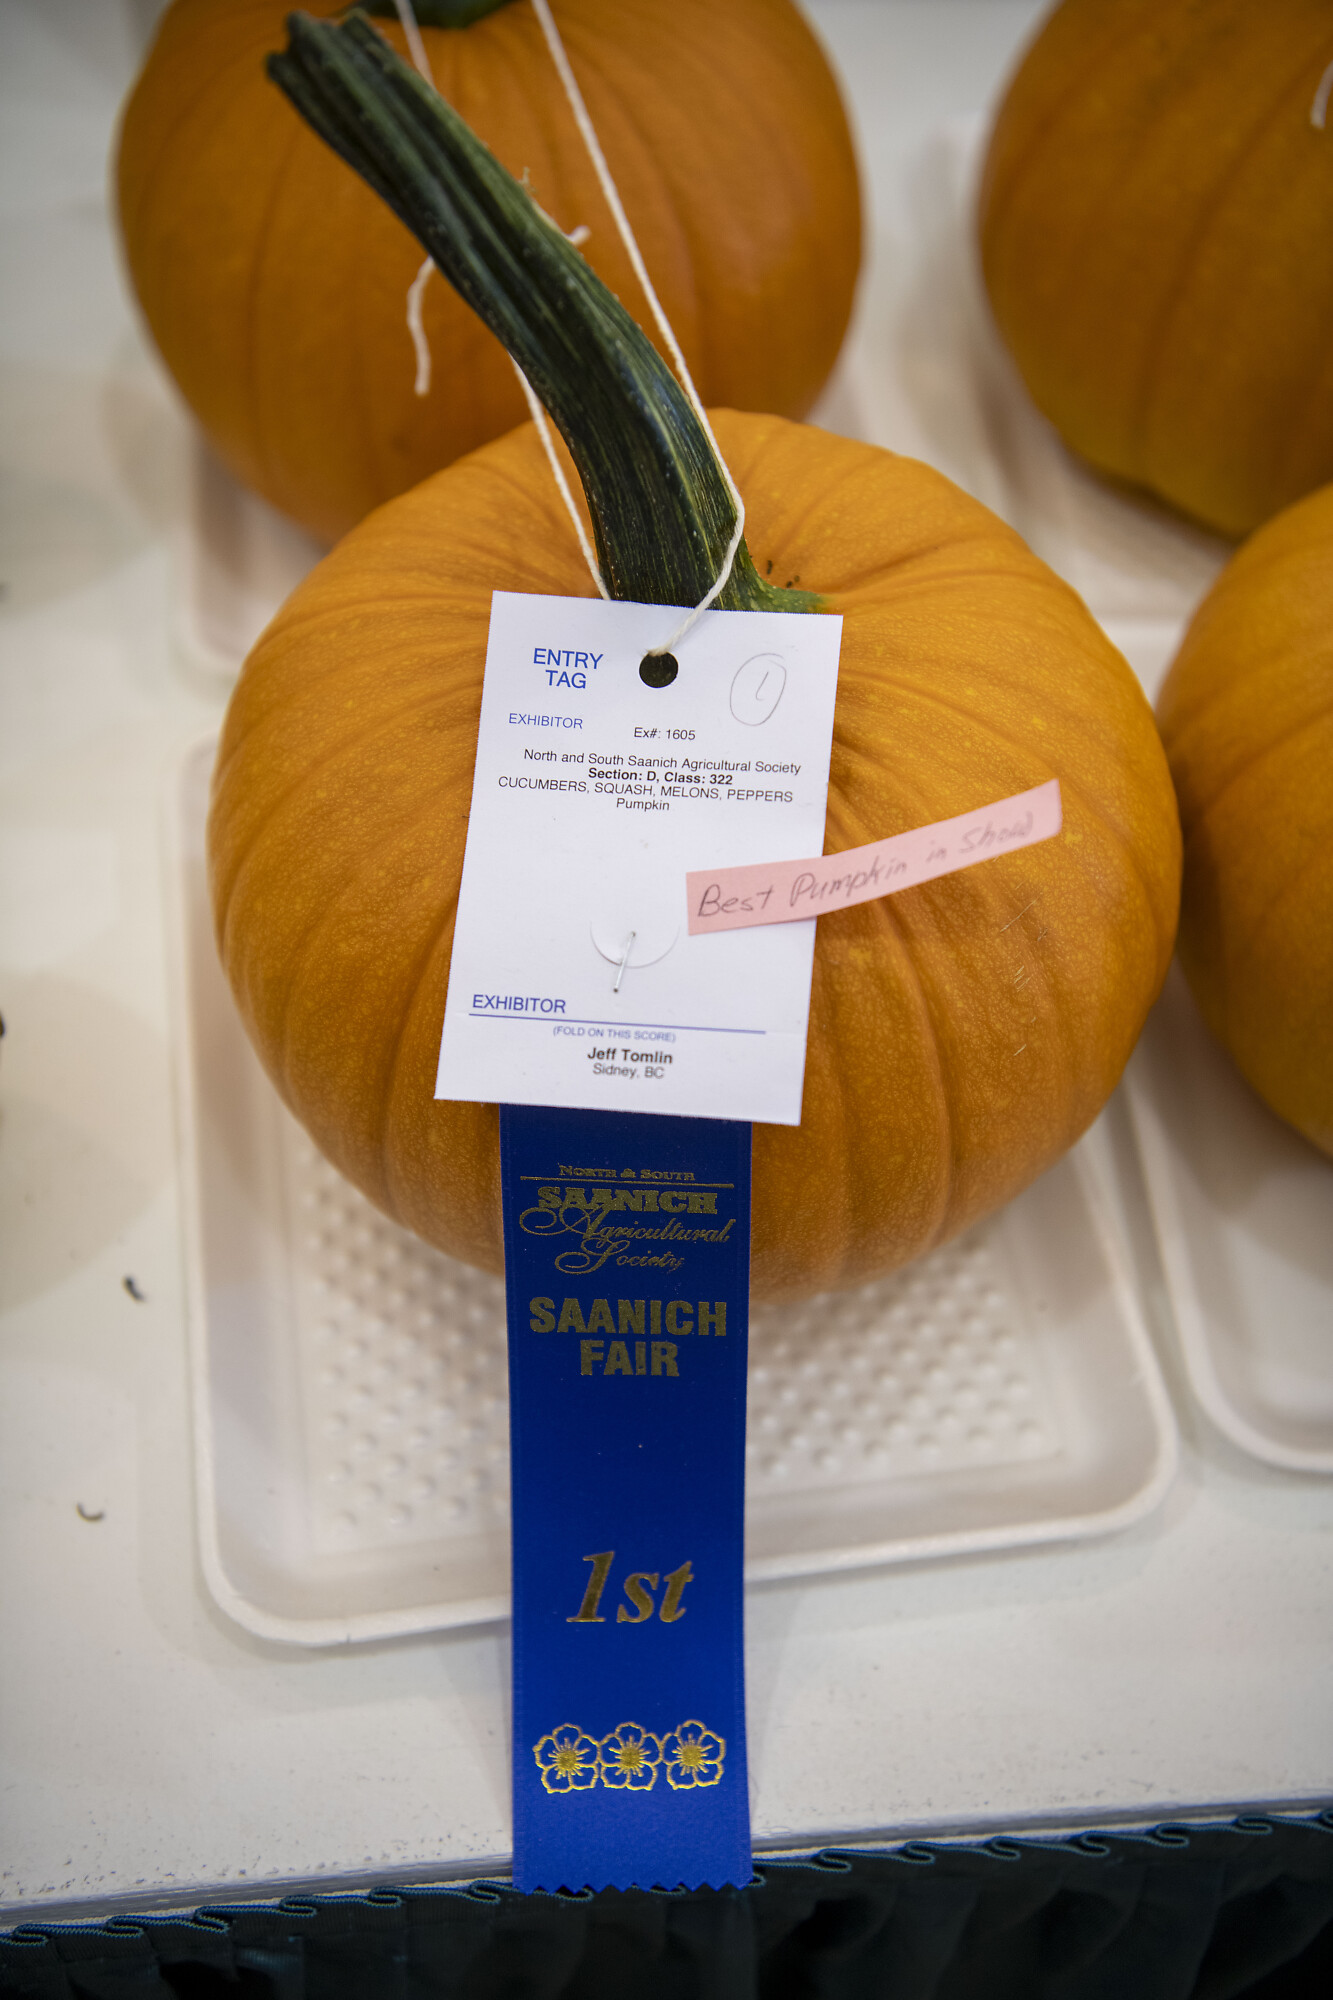 ENTRY
TAG
1
EXHIBITOR
Ex#: 1605
North and South Saanich Agricultural Society
Section: D, Class: 322
CUCUMBERS, SQUASH, MELONS, PEPPERS
Pumpkin
Best Pumpkin in Show
EXHIBITOR
(FOLD ON THIS SCORE)
Jeff Tomlin
Sidney, BC
NORTH & SOUTH
SAANICH
Agricultural
Society
SAANICH
FAIR
1st